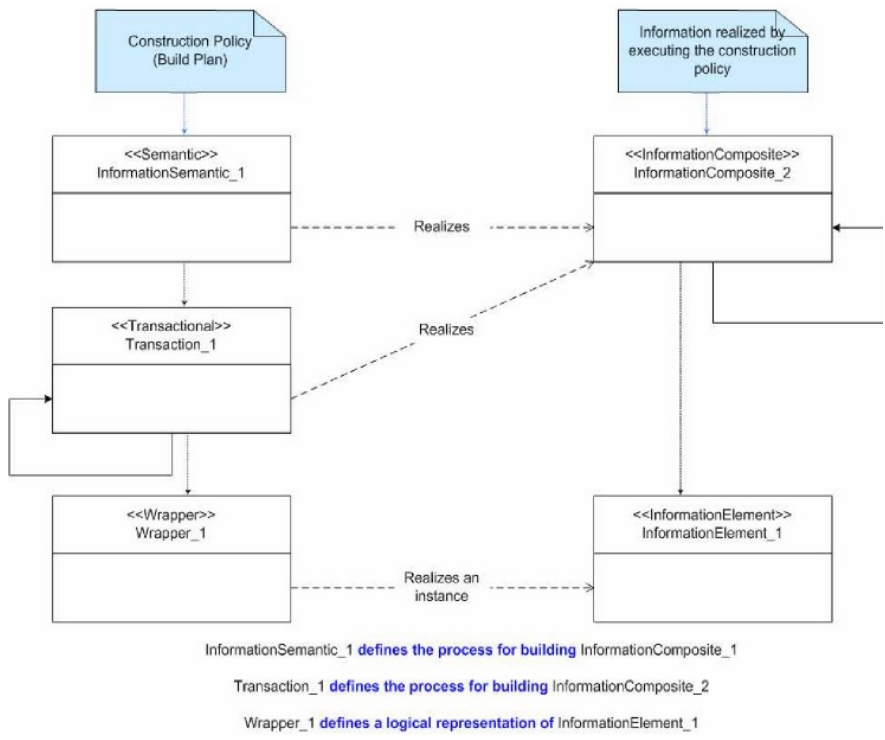 Construction Policy
(Build Plan)
Information realized by
executing the construction
policy
<<Semantic>>
InformationSemantic_1
<<InformationComposite>>
InformationComposite_2
Realizes
<<Transactional>>
Transaction_1
Realizes
<<Wrapper>>
Wrapper_1
<<InformationElement>>
InformationElement_1
Realizes an
instance
InformationSemantic_1 defines the process for building InformationComposite_1
Transaction_1 defines the process for building InformationComposite_2
Wrapper_1 defines a logical representation of InformationElement_1